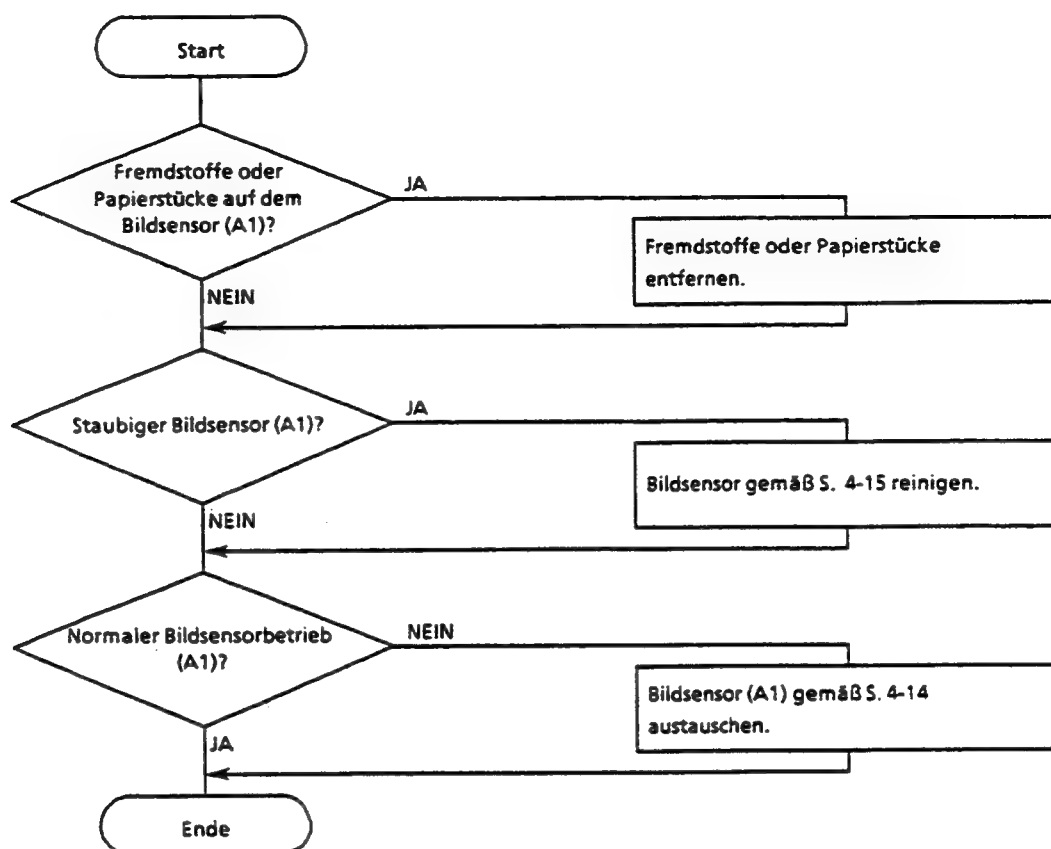 Start
Fremdstoffe oder
Papierstücke auf dem
Bildsensor (A1)?
JA
Fremdstoffe oder Papierstücke
entfernen.
NEIN
Staubiger Bildsensor (A1)?
JA
Bildsensor gemäß S. 4-15 reinigen.
NEIN
Normaler Bildsensorbetrieb
(A1)?
NEIN
Bildsensor (A1) gemäß S. 4-14
austauschen.
JA
Ende